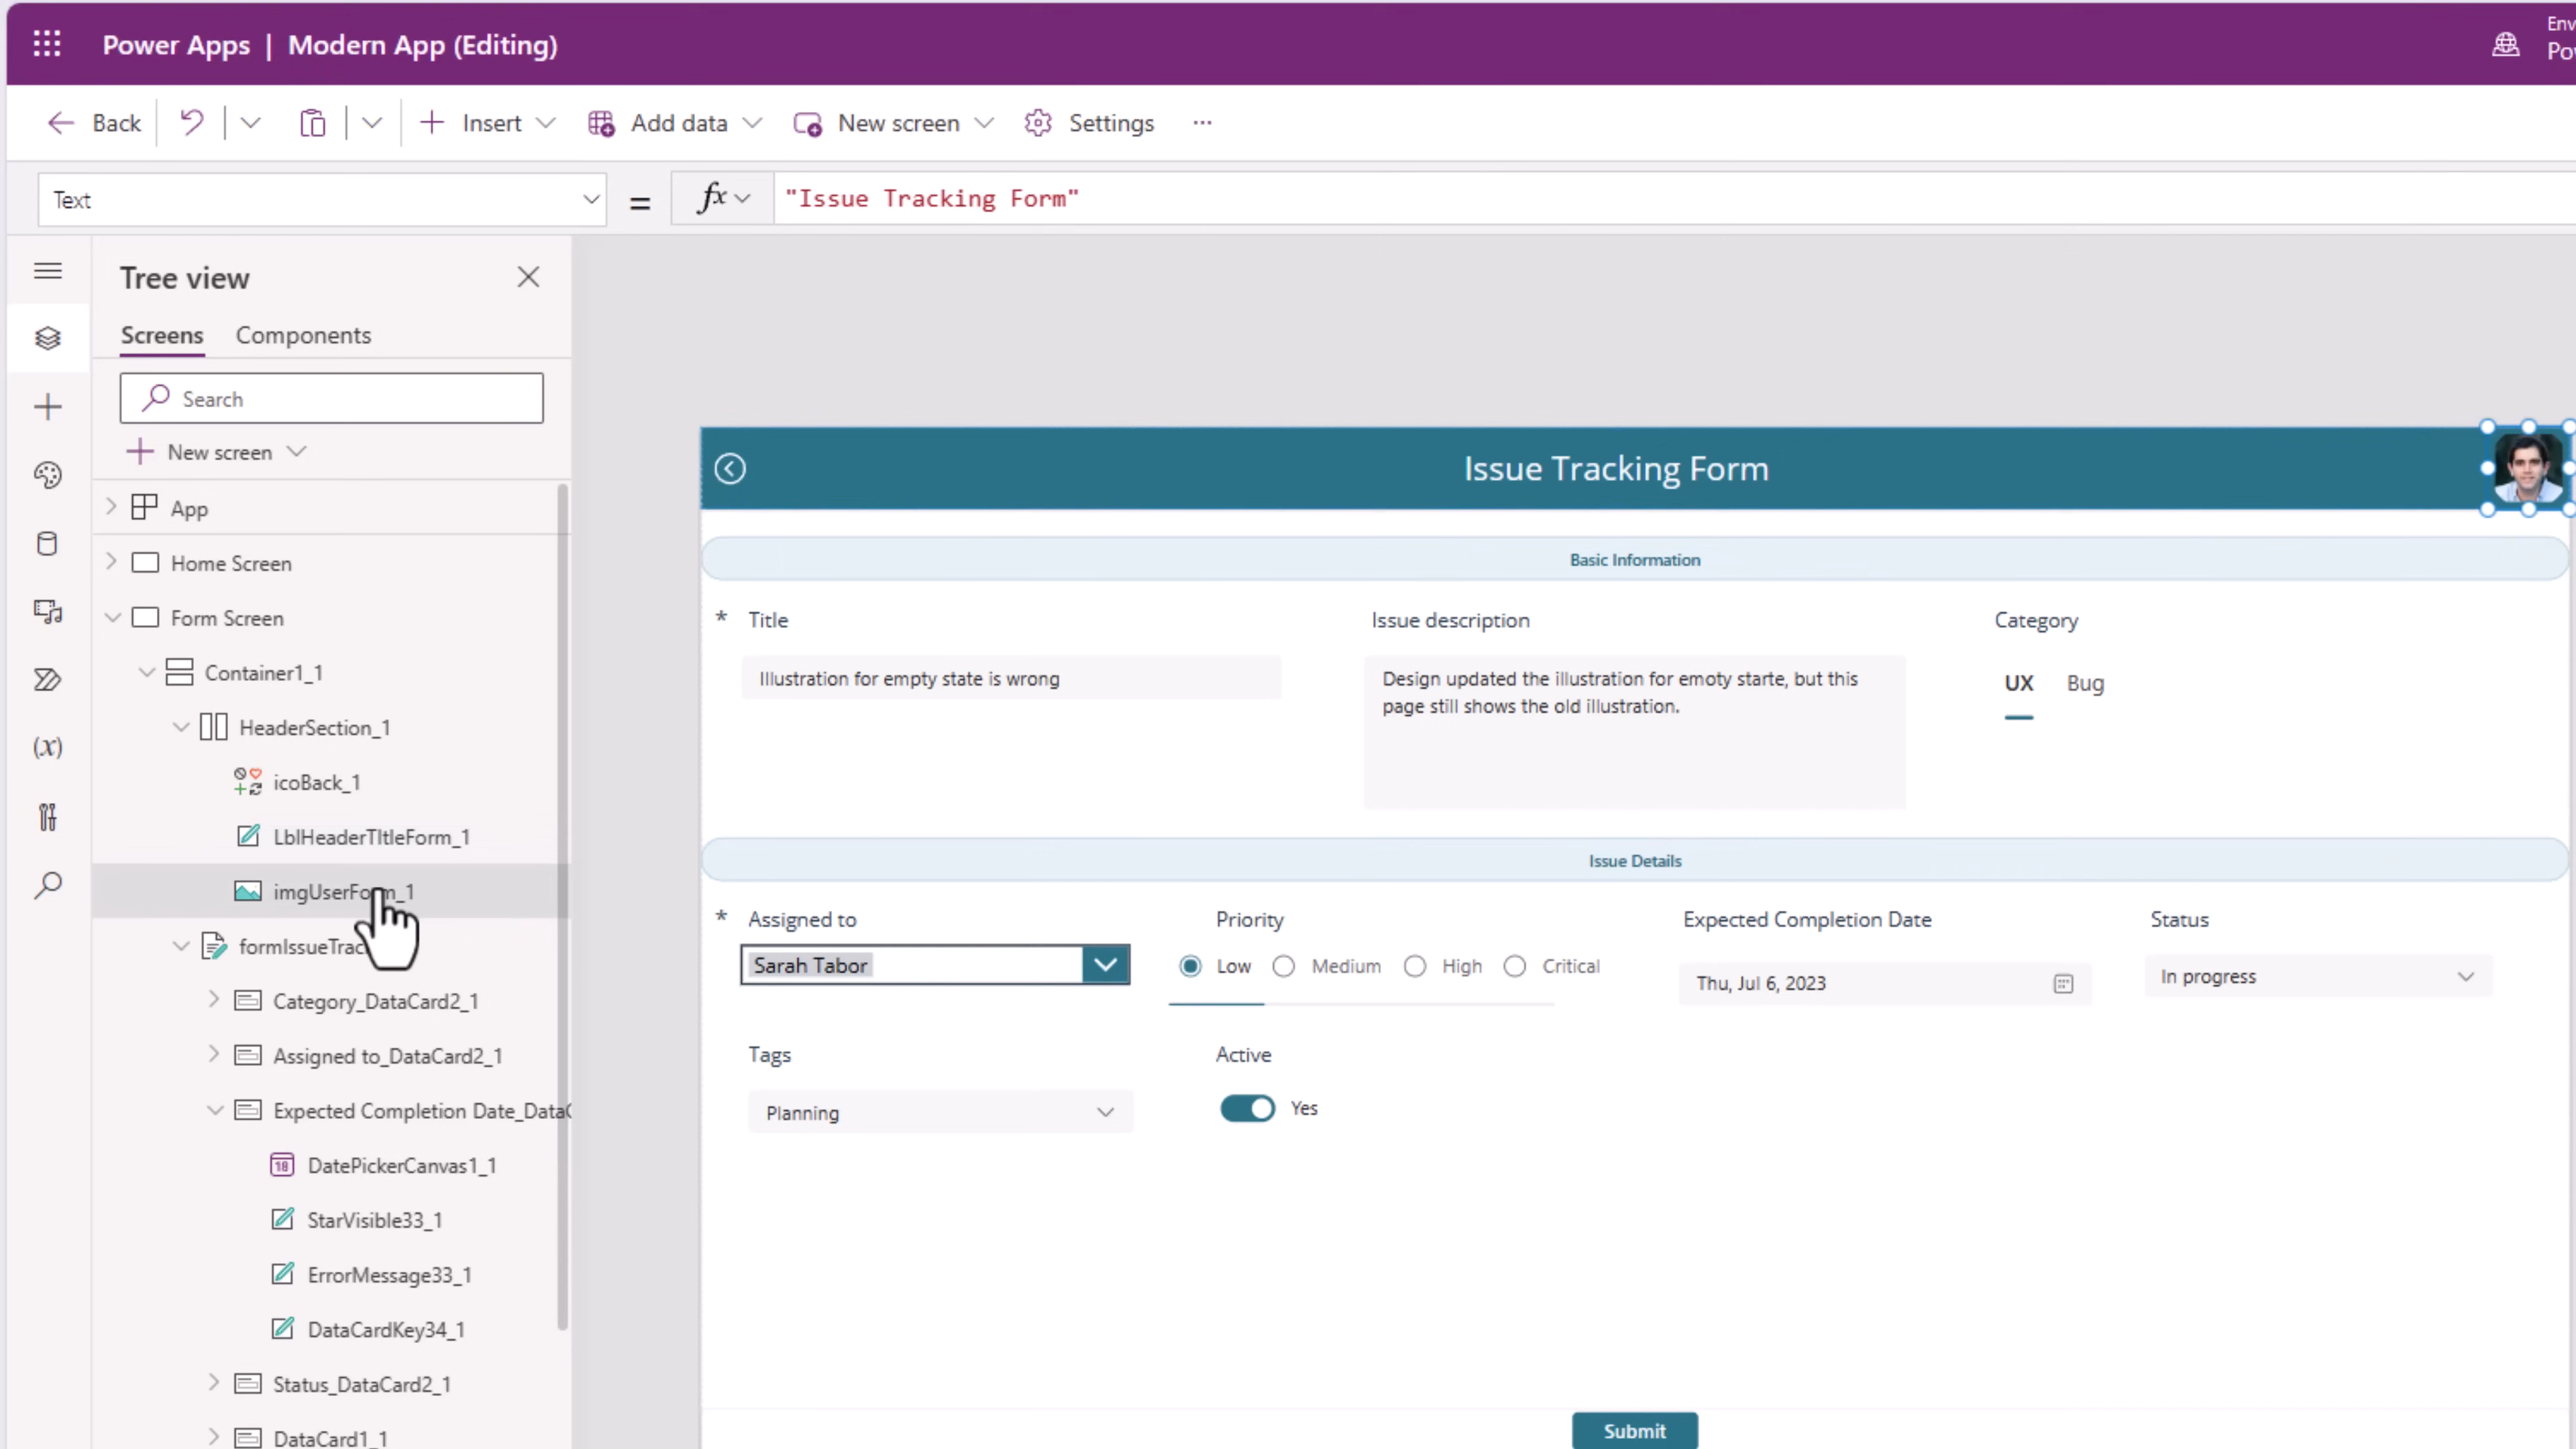 Power Apps | Modern App (Editing)
Env
Pow
Back
Insert
Add data
New screen
Settings
Text
=
fx
"Issue Tracking Form"
Tree view
Screens
Components
Search
New screen
App
Home Screen
Form Screen
Container1_1
HeaderSection_1
icoBack_1
LblHeaderTItleForm_1
imgUserForm_1
formIssueTrac
Category_DataCard2_1
Assigned to_DataCard2_1
Expected Completion Date_DataC
18
DatePickerCanvas1_1
StarVisible33_1
ErrorMessage33_1
DataCardKey34_1
Status_DataCard2_1
DataCard1_1
(x)
Issue Tracking Form
Basic Information
* Title
Issue description
Category
Illustration for empty state is wrong
Design updated the illustration for emoty starte, but this
page still shows the old illustration.
UX
Bug
Issue Details
* Assigned to
Priority
Expected Completion Date
Status
Sarah Tabor
Low
Medium
High
Critical
Thu, Jul 6, 2023
In progress
Tags
Active
Planning
Yes
Submit